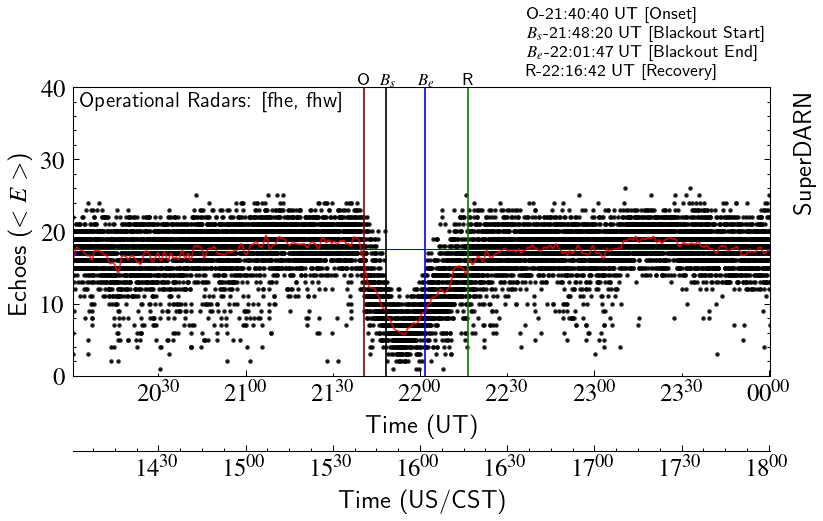 O-21:40:40 UT [Onset]
Bs-21:48:20 UT [Blackout Start]
Be-22:01:47 UT [Blackout End]
R-22:16:42 UT [Recovery]
O Bs Be R
Operational Radars: [fhe, fhw]
SuperDARN
Echoes (< E >)
40
30
20
10
0
20^30 21^00 21^30 22^00 22^30 23^00 23^30 00^00
Time (UT)
14^30 15^00 15^30 16^00 16^30 17^00 17^30 18^00
Time (US/CST)